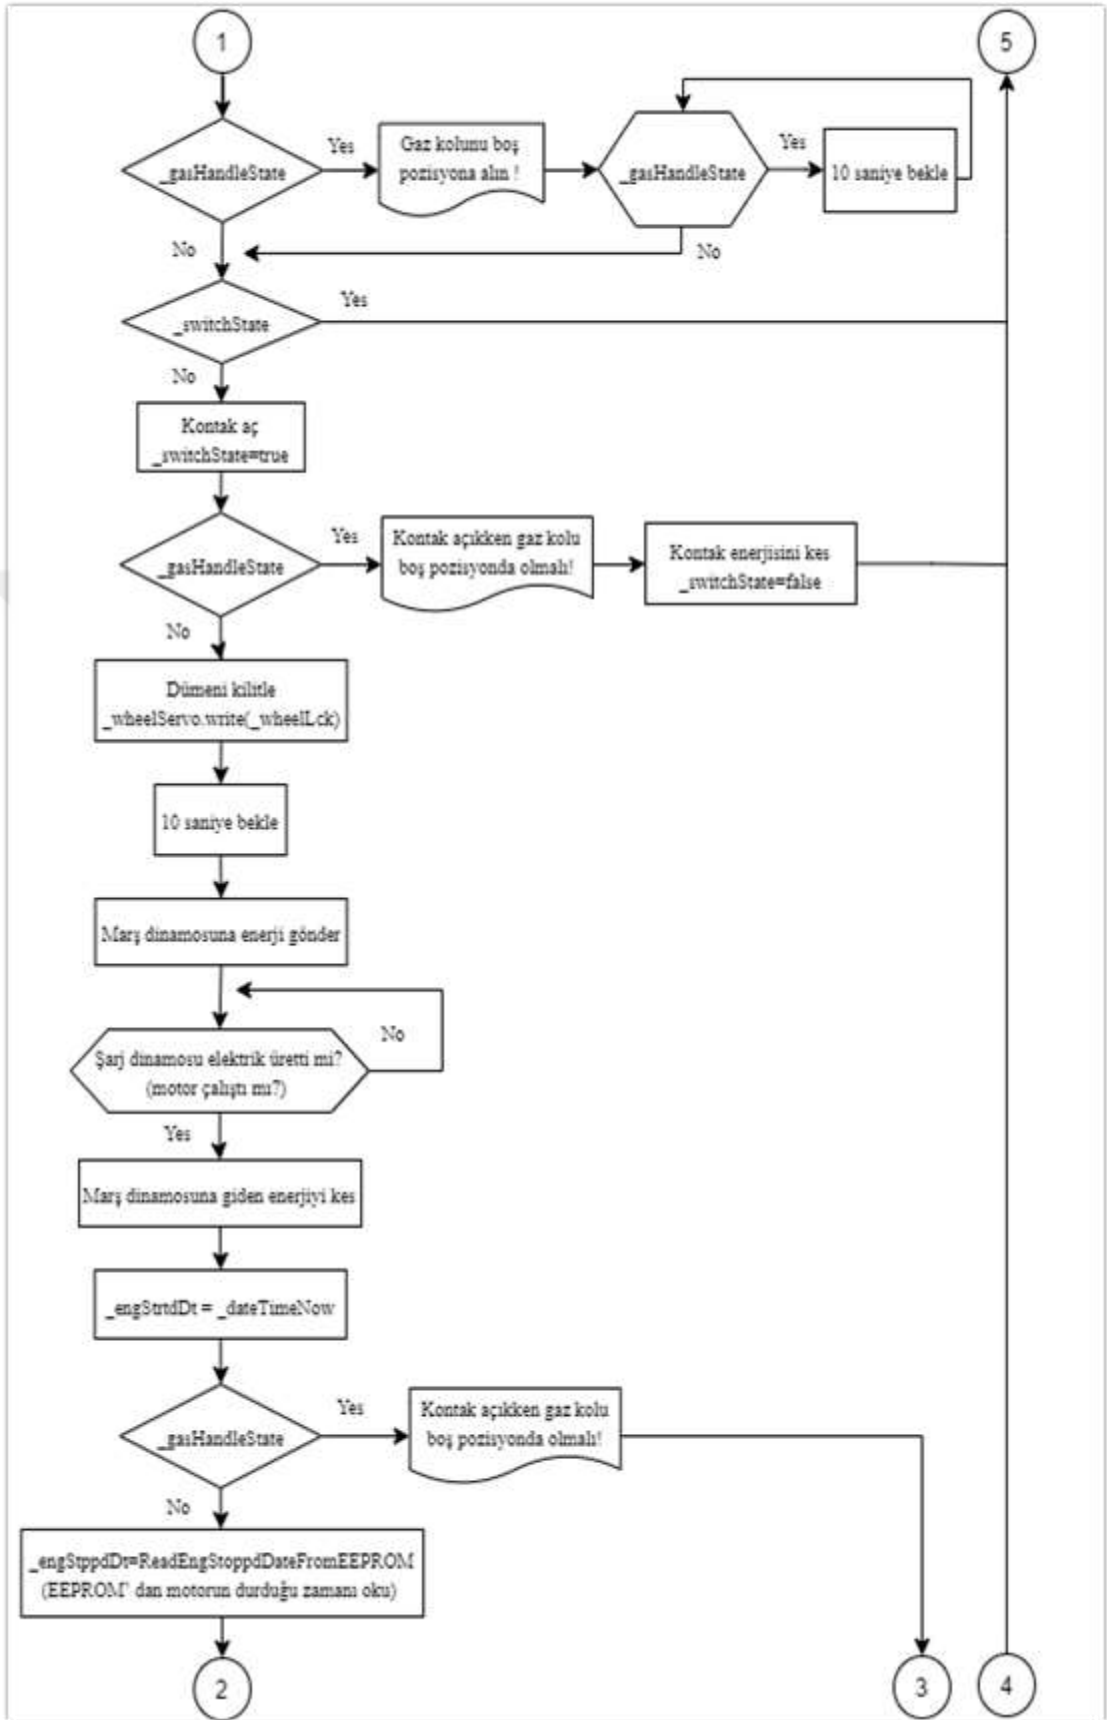 1
5
_gasHandleState
Yes
Gaz kolunu boş
pozisyona alın !
_gasHandleState
Yes
10 saniye bekle
No
No
_switchState
Yes
No
Kontak aç
_switchState=true
_gasHandleState
Yes
Kontak açıkken gaz kolu
boş pozisyonda olmalı!
Kontak enerjisini kes
_switchState=false
No
Dümeni kilitle
_wheelServo.write(_wheelLck)
10 saniye bekle
Marş dinamosuna enerji gönder
No
Şarj dinamosu elektrik üretti mi?
(motor çalıştı mı?)
Yes
Marş dinamosuna giden enerjiyi kes
_engStrtdDt = _dateTimeNow
_gasHandleState
Yes
Kontak açıkken gaz kolu
boş pozisyonda olmalı!
No
_engStppdDt=ReadEngStoppdDateFromEEPROM
(EEPROM' dan motorun durduğu zamanı oku)
2
3
4